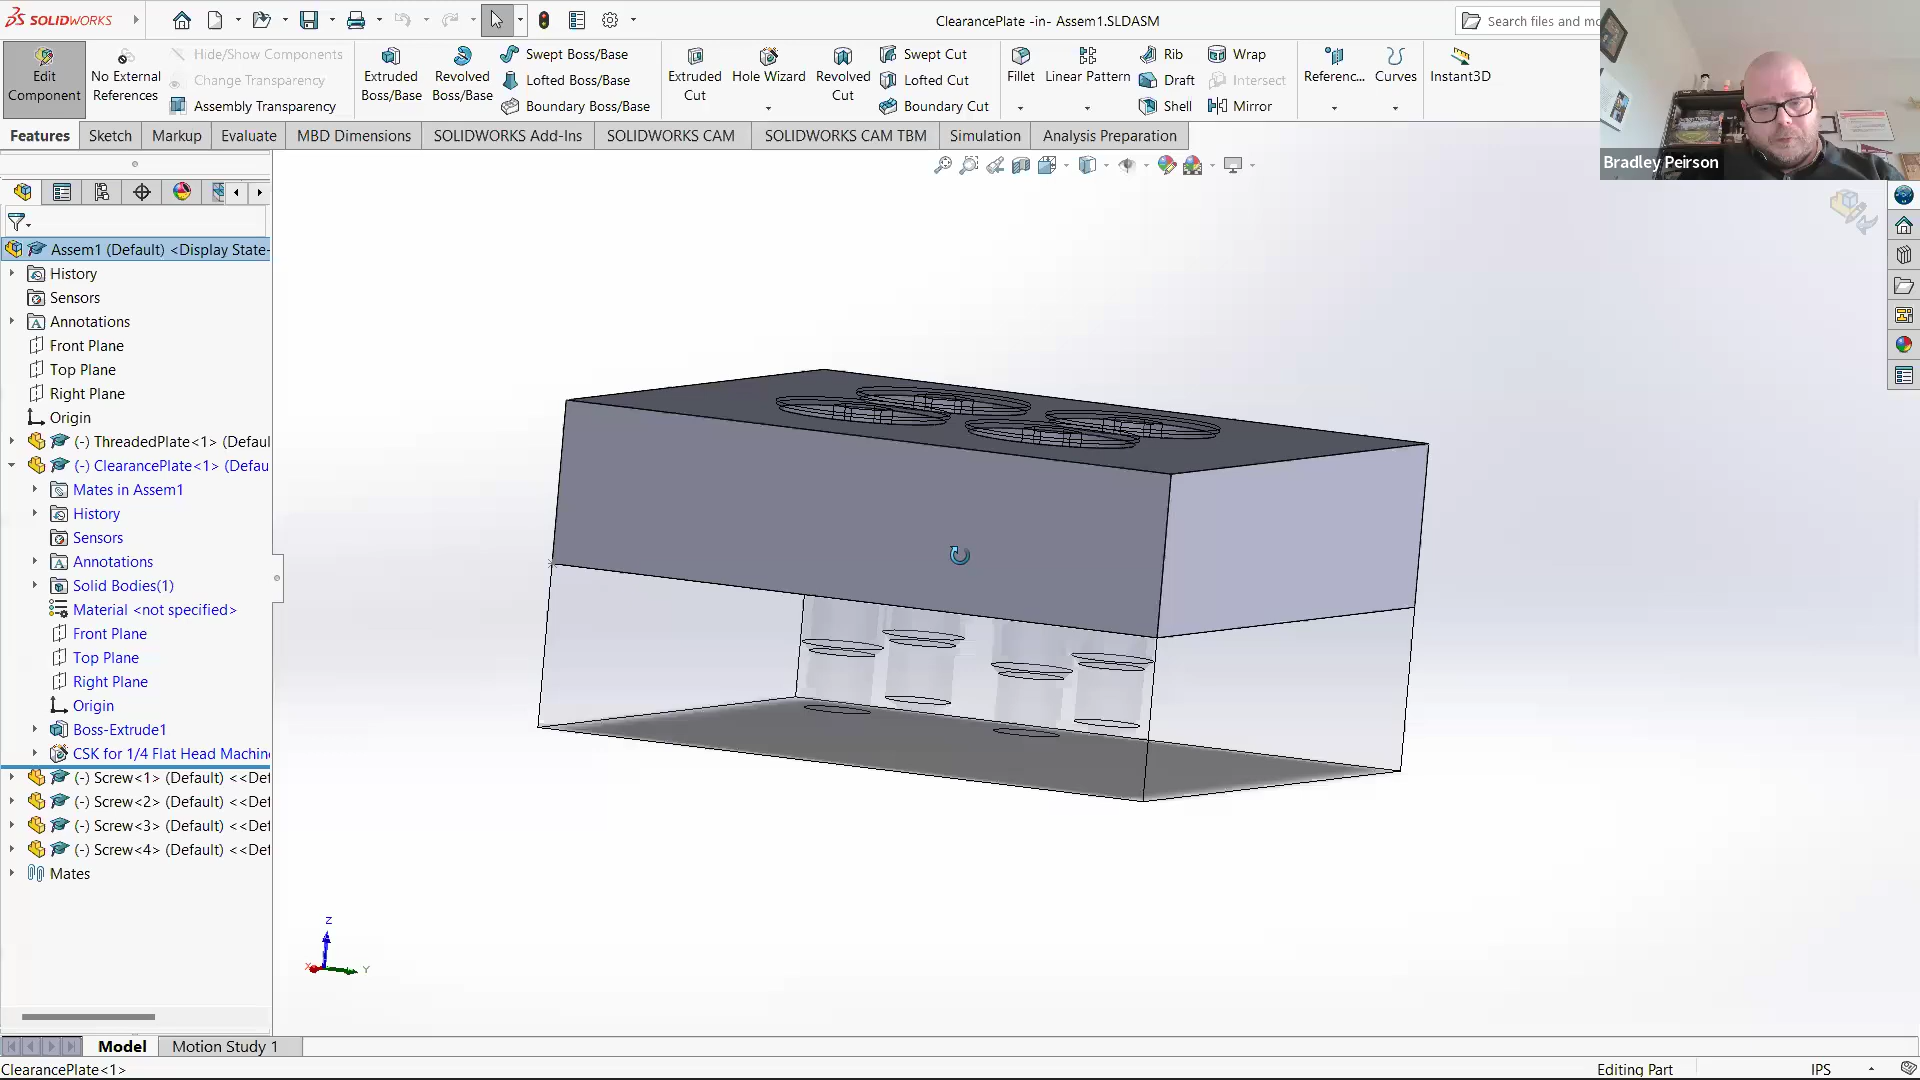 SOLIDWORKS
ClearancePlate -in- Assem1.SLDASM
Search files and mo
Edit Component
No External References
Hide/Show Components
Change Transparency
Assembly Transparency
Extruded Boss/Base
Revolved Boss/Base
Swept Boss/Base
Lofted Boss/Base
Boundary Boss/Base
Extruded Cut
Hole Wizard
Revolved Cut
Swept Cut
Lofted Cut
Boundary Cut
Fillet
Linear Pattern
Rib
Draft
Shell
Wrap
Intersect
Mirror
Referenc...
Curves
Instant3D
Bradley Peirson
Features
Sketch
Markup
Evaluate
MBD Dimensions
SOLIDWORKS Add-Ins
SOLIDWORKS CAM
SOLIDWORKS CAM TBM
Simulation
Analysis Preparation
Assem1 (Default) <Display State-
History
Sensors
Annotations
Front Plane
Top Plane
Right Plane
Origin
(-) ThreadedPlate<1> (Defaul
(-) ClearancePlate<1> (Defau
Mates in Assem1
History
Sensors
Annotations
Solid Bodies(1)
Material <not specified>
Front Plane
Top Plane
Right Plane
Origin
Boss-Extrude1
CSK for 1/4 Flat Head Machin
(-) Screw<1> (Default) <<Def
(-) Screw<2> (Default) <<Def
(-) Screw<3> (Default) <<Def
(-) Screw<4> (Default) <<Def
Mates
Z
X
Y
Model
Motion Study 1
ClearancePlate<1>
Editing Part
IPS